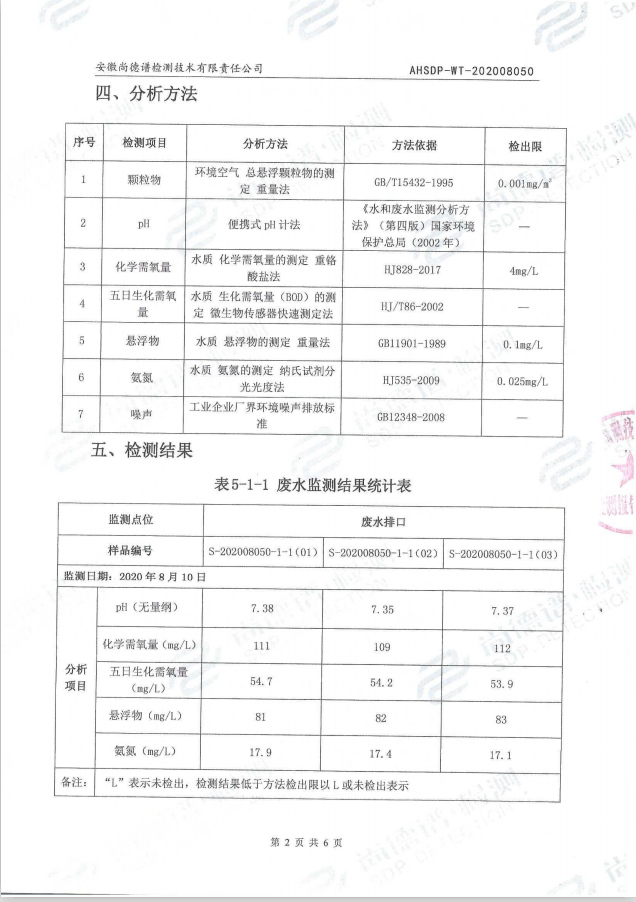 安徽尚德谱检测技术有限责任公司 AHSDP-WT-202008050
四、分析方法
序号 检测项目 分析方法 方法依据 检出限
1 颗粒物 环境空气 总悬浮颗粒物的测定 重量法 GB/T15432-1995 0.001mg/m³
2 pH 便携式 pH 计法 《水和废水监测分析方法》（第四版）国家环境保护总局（2002 年） —
3 化学需氧量 水质 化学需氧量的测定 重铬酸盐法 HJ828-2017 4mg/L
4 五日生化需氧量 水质 生化需氧量（BOD）的测定 微生物传感器快速测定法 HJ/T86-2002 —
5 悬浮物 水质 悬浮物的测定 重量法 GB11901-1989 0.1mg/L
6 氨氮 水质 氨氮的测定 纳氏试剂分光光度法 HJ535-2009 0.025mg/L
7 噪声 工业企业厂界环境噪声排放标准 GB12348-2008 —
五、检测结果
表5-1-1 废水监测结果统计表
监测点位 废水排口
样品编号 S-202008050-1-1(01) S-202008050-1-1(02) S-202008050-1-1(03)
监测日期：2020 年 8 月 10 日
分析项目
pH（无量纲） 7.38 7.35 7.37
化学需氧量（mg/L） 111 109 112
五日生化需氧量（mg/L） 54.7 54.2 53.9
悬浮物（mg/L） 81 82 83
氨氮（mg/L） 17.9 17.4 17.1
备注： “L”表示未检出，检测结果低于方法检出限以 L 或未检出表示
第 2 页 共 6 页